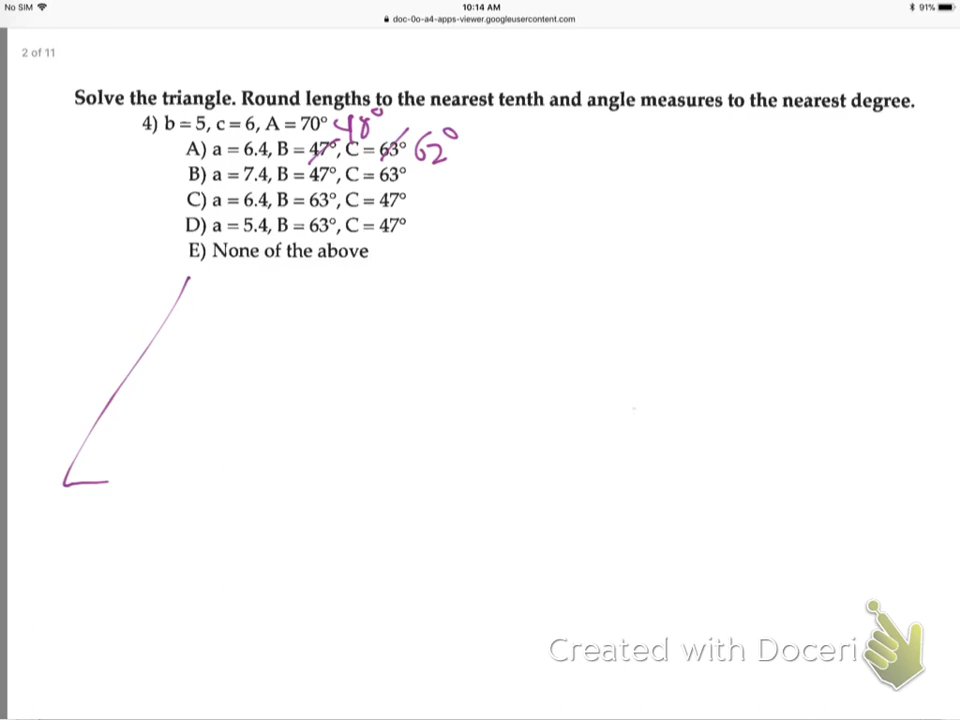 No SIM 10:14 AM 91%
doc-0o-a4-apps-viewer.googleusercontent.com
2 of 11
Solve the triangle. Round lengths to the nearest tenth and angle measures to the nearest degree.
4) b = 5, c = 6, A = 70° 48°
A) a = 6.4, B = 47°, C = 63° 62°
B) a = 7.4, B = 47°, C = 63°
C) a = 6.4, B = 63°, C = 47°
D) a = 5.4, B = 63°, C = 47°
E) None of the above
Created with Doceri